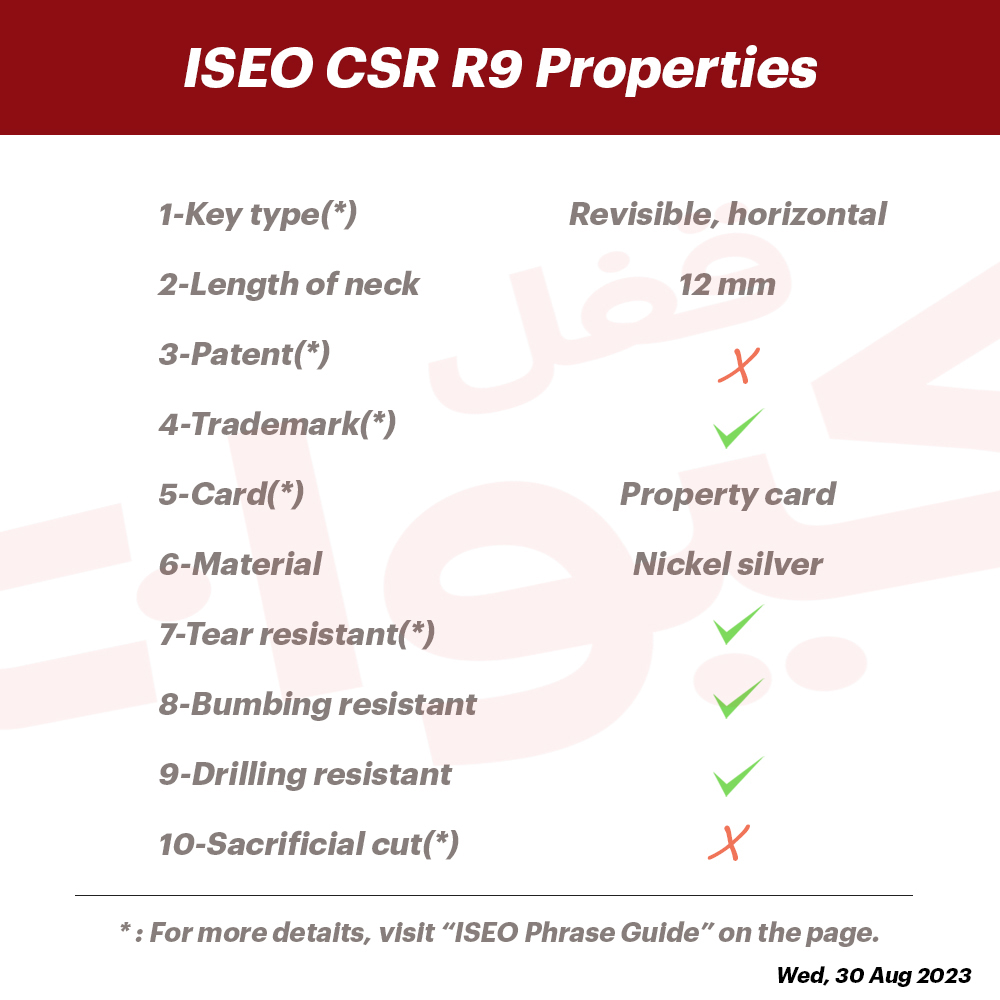 ISEO CSR R9 Properties
1-Key type(*) Revisible, horizontal
2-Length of neck 12 mm
3-Patent(*) ✗
4-Trademark(*) ✓
5-Card(*) Property card
6-Material Nickel silver
7-Tear resistant(*) ✓
8-Bumbing resistant ✓
9-Drilling resistant ✓
10-Sacrificial cut(*) ✗
* : For more detaits, visit “ISEO Phrase Guide” on the page.
Wed, 30 Aug 2023
قفل
کیوان